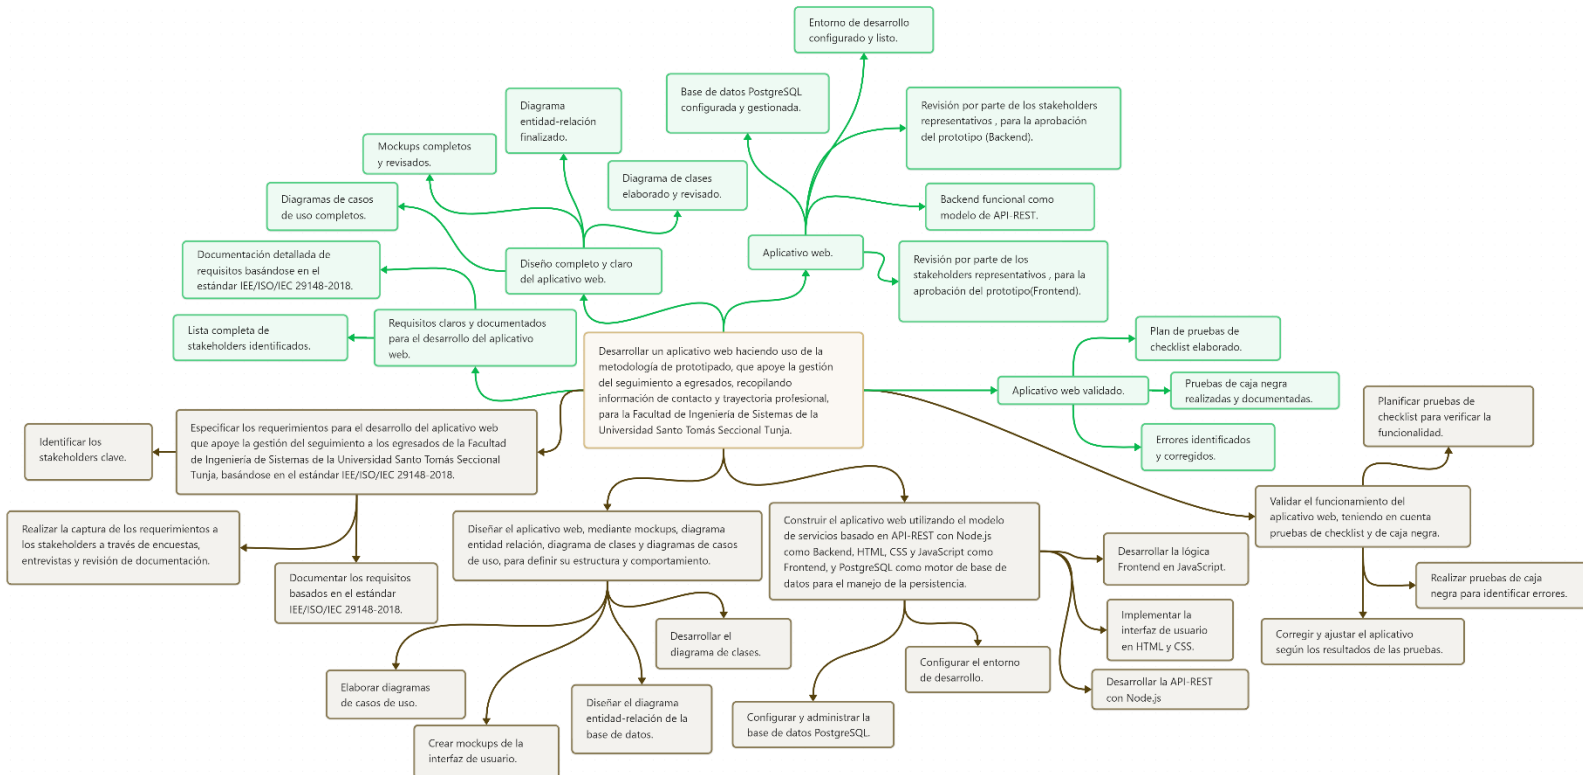 Entorno de desarrollo
configurado y listo.
Base de datos PostgreSQL
configurada y gestionada.
Revisión por parte de los stakeholders
representativos , para la aprobación
del prototipo (Backend).
Diagrama
entidad-relación
finalizado.
Mockups completos
y revisados.
Diagrama de clases
elaborado y revisado.
Diagramas de casos
de uso completos.
Backend funcional como
modelo de API-REST.
Aplicativo web.
Diseño completo y claro
del aplicativo web.
Documentación detallada de
requisitos basándose en el
estándar IEE/ISO/IEC 29148-2018.
Revisión por parte de los
stakeholders representativos , para la
aprobación del prototipo(Frontend).
Lista completa de
stakeholders identificados.
Requisitos claros y documentados
para el desarrollo del aplicativo
web.
Desarrollar un aplicativo web haciendo uso de la
metodología de prototipado, que apoye la gestión
del seguimiento a egresados, recopilando
información de contacto y trayectoria profesional,
para la Facultad de Ingeniería de Sistemas de la
Universidad Santo Tomás Seccional Tunja.
Plan de pruebas de
checklist elaborado.
Aplicativo web validado.
Pruebas de caja negra
realizadas y documentadas.
Errores identificados
y corregidos.
Planificar pruebas de
checklist para verificar la
funcionalidad.
Identificar los
stakeholders clave.
Especificar los requerimientos para el desarrollo del aplicativo web
que apoye la gestión del seguimiento a los egresados de la Facultad
de Ingeniería de Sistemas de la Universidad Santo Tomás Seccional
Tunja, basándose en el estándar IEE/ISO/IEC 29148-2018.
Realizar la captura de los requerimientos a
los stakeholders a través de encuestas,
entrevistas y revisión de documentación.
Documentar los requisitos
basados en el estándar
IEE/ISO/IEC 29148-2018.
Diseñar el aplicativo web, mediante mockups, diagrama
entidad relación, diagrama de clases y diagramas de casos
de uso, para definir su estructura y comportamiento.
Construir el aplicativo web utilizando el modelo
de servicios basado en API-REST con Node.js
como Backend, HTML, CSS y JavaScript como
Frontend, y PostgreSQL como motor de base de
datos para el manejo de la persistencia.
Validar el funcionamiento del
aplicativo web, teniendo en cuenta
pruebas de checklist y de caja negra.
Desarrollar la lógica
Frontend en JavaScript.
Realizar pruebas de caja
negra para identificar errores.
Implementar la
interfaz de usuario
en HTML y CSS.
Corregir y ajustar el aplicativo
según los resultados de las pruebas.
Desarrollar el
diagrama de clases.
Configurar el entorno
de desarrollo.
Desarrollar la API-REST
con Node.js
Elaborar diagramas
de casos de uso.
Diseñar el diagrama
entidad-relación de la
base de datos.
Configurar y administrar la
base de datos PostgreSQL.
Crear mockups de la
interfaz de usuario.